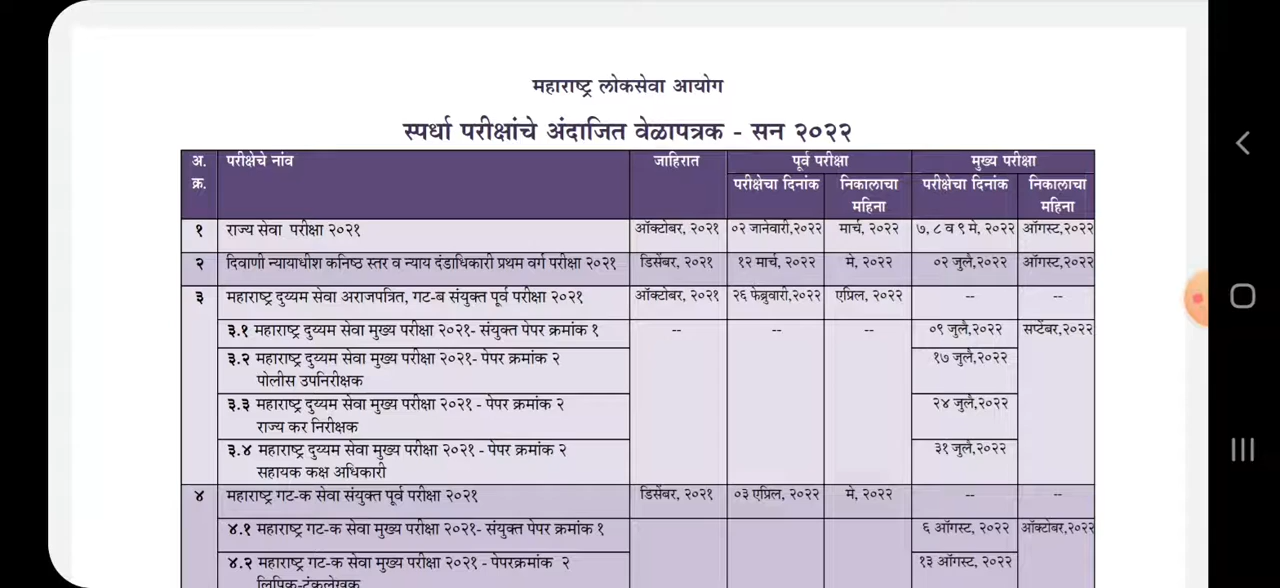 महाराष्ट्र लोकसेवा आयोग
स्पर्धा परीक्षांचे अंदाजित वेळापत्रक - सन २०२२
अ. परीक्षेचे नांव जाहिरात पूर्व परीक्षा मुख्य परीक्षा
क्र. परीक्षेचा दिनांक निकालाचा परीक्षेचा दिनांक निकालाचा
महिना महिना
१ राज्य सेवा परीक्षा २०२१ ऑक्टोबर, २०२१ ०२ जानेवारी,२०२२ मार्च, २०२२ ७, ८ व ९ मे, २०२२ ऑगस्ट,२०२२
२ दिवाणी न्यायाधीश कनिष्ठ स्तर व न्याय दंडाधिकारी प्रथम वर्ग परीक्षा २०२१ डिसेंबर, २०२१ १२ मार्च, २०२२ मे, २०२२ ०२ जुलै,२०२२ ऑगस्ट,२०२२
३ महाराष्ट्र दुय्यम सेवा अराजपत्रित, गट-ब संयुक्त पूर्व परीक्षा २०२१ ऑक्टोबर, २०२१ २६ फेब्रुवारी,२०२२ एप्रिल, २०२२ -- --
३.१ महाराष्ट्र दुय्यम सेवा मुख्य परीक्षा २०२१- संयुक्त पेपर क्रमांक १ -- -- -- ०९ जुलै,२०२२ सप्टेंबर,२०२२
३.२ महाराष्ट्र दुय्यम सेवा मुख्य परीक्षा २०२१- पेपर क्रमांक २ १७ जुलै,२०२२
पोलीस उपनिरीक्षक
३.३ महाराष्ट्र दुय्यम सेवा मुख्य परीक्षा २०२१ - पेपर क्रमांक २ २४ जुलै,२०२२
राज्य कर निरीक्षक
३.४ महाराष्ट्र दुय्यम सेवा मुख्य परीक्षा २०२१ - पेपर क्रमांक २ ३१ जुलै,२०२२
सहायक कक्ष अधिकारी
४ महाराष्ट्र गट-क सेवा संयुक्त पूर्व परीक्षा २०२१ डिसेंबर, २०२१ ०३ एप्रिल, २०२२ मे, २०२२ -- --
४.१ महाराष्ट्र गट-क सेवा मुख्य परीक्षा २०२१- संयुक्त पेपर क्रमांक १ ६ ऑगस्ट, २०२२ ऑक्टोबर,२०२२
४.२ महाराष्ट्र गट-क सेवा मुख्य परीक्षा २०२१ - पेपरक्रमांक २ १३ ऑगस्ट, २०२२
लिपिक-टंकलेखक